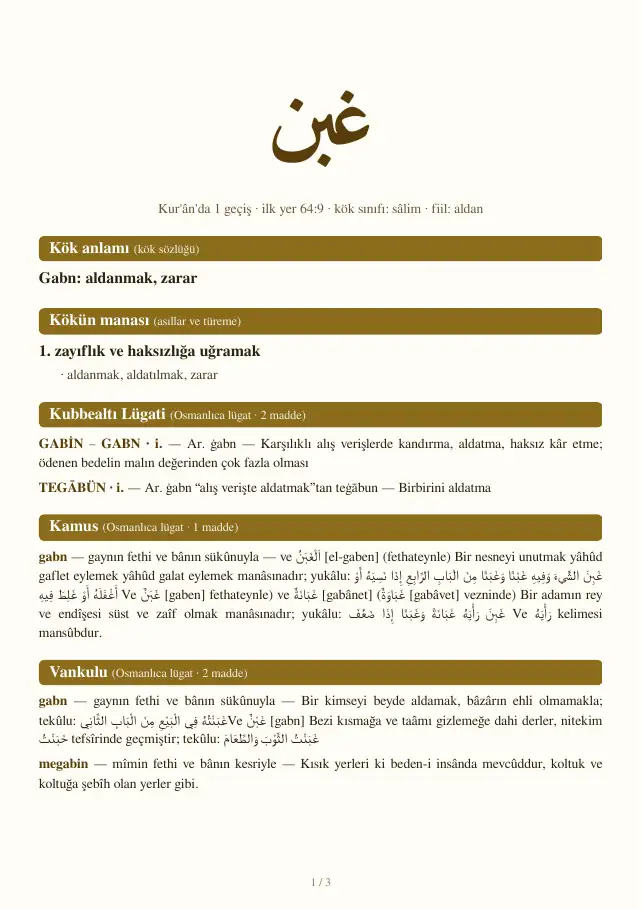 غبن
Kur'ân'da 1 geçiş · ilk yer 64:9 · kök sınıfı: sâlim · fiil: aldan
Kök anlamı (kök sözlüğü)
Gabn: aldanmak, zarar
Kökün manası (asıllar ve türeme)
1. zayıflık ve haksızlığa uğramak
· aldanmak, aldatılmak, zarar
Kubbealtı Lügati (Osmanlıca lügat · 2 madde)
GABİN – GABN · i. — Ar. ġabn — Karşılıklı alış verişlerde kandırma, aldatma, haksız kâr etme;
ödenen bedelin malın değerinden çok fazla olması
TEGĀBÜN · i. — Ar. ġabn “alış verişte aldatmak”tan teġābun — Birbirini aldatma
Kamus (Osmanlıca lügat · 1 madde)
gabn — gaynın fethi ve bânın sükûnuyla — ve اَلْغَبَنُ [el-gaben] (fethateynle) Bir nesneyi unutmak yâhûd
gaflet eylemek yâhûd galat eylemek manâsınadır; yukâlu: غَبِنَ الشَّيْءَ وَفِيهِ غَبْنًا وَغَبَنًا مِنَ الْبَابِ الرَّابِعِ إِذَا نَسِيَهُ أَوْ
أَغْفَلَهُ أَوْ غَلِطَ فِيهِ Ve غَبَنٌ [gaben] fethateynle) ve غَبَانَةٌ [gabânet] (غَبَاوَةٌ [gabâvet] vezninde) Bir adamın rey
ve endîşesi süst ve zaîf olmak manâsınadır; yukâlu: غَبِنَ رَأْيَهُ غَبَانَةً وَغَبَنًا إِذَا ضَعُفَ Ve رَأْيَهُ kelimesi
mansûbdur.
Vankulu (Osmanlıca lügat · 2 madde)
gabn — gaynın fethi ve bânın sükûnuyla — Bir kimseyi beyde aldamak, bâzârın ehli olmamakla;
tekûlu: غَبَنْتُهُ فِي الْبَيْعِ مِنَ الْبَابِ الثَّانِي Ve غَبْنٌ [gabn] Bezi kısmağa ve taâmı gizlemeğe dahi derler, nitekim
خَبَنْتُ tefsîrinde geçmiştir; tekûlu: غَبَنْتُ الثَّوْبَ وَالطَّعَامَ
megabin — mîmin fethi ve bânın kesriyle — Kısık yerleri ki beden-i insânda mevcûddur, koltuk ve
koltuğa şebîh olan yerler gibi.
1 / 3